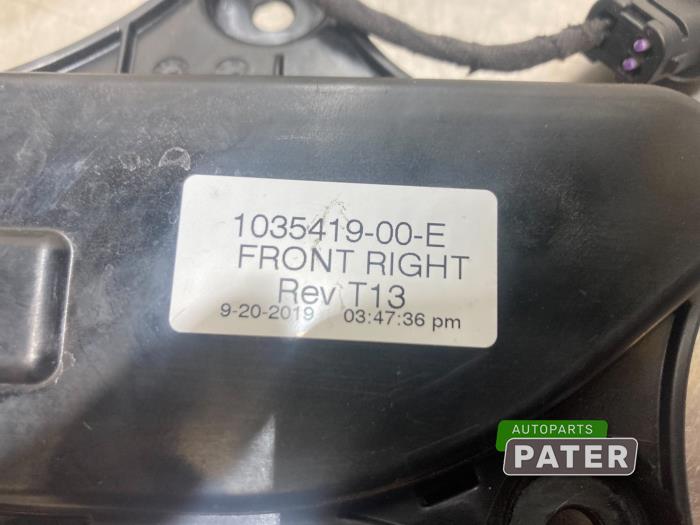 1035419-00-E
FRONT RIGHT
Rev T13
9-20-2019 03:47:36 pm
AUTOPARTS
PATER